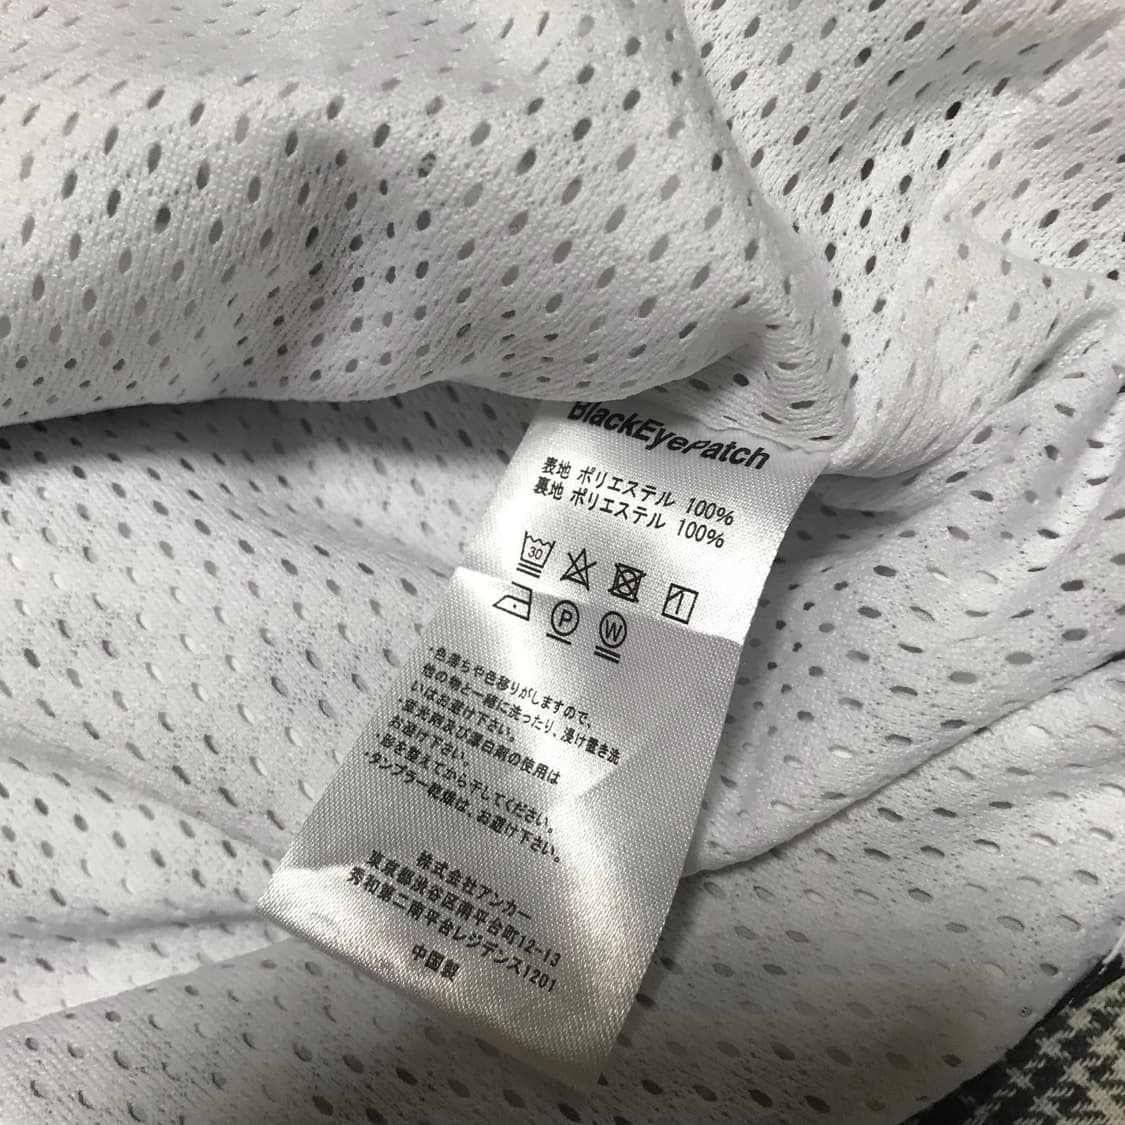 BlackEyePatch
表地 ポリエステル 100%
裏地 ポリエステル 100%
30
P W
・色落ちや色移りがしますので、
他の物と一緒に洗ったり、浸け置き洗
いはお避け下さい。
・蛍光剤及び漂白剤の使用は
お避け下さい。
・形を整えてから干してください。
・タンブラー乾燥は、お避け下さい。
株式会社アンカー
東京都渋谷区南平台町12-13
秀和第二南平台レジデンス1201
中国製